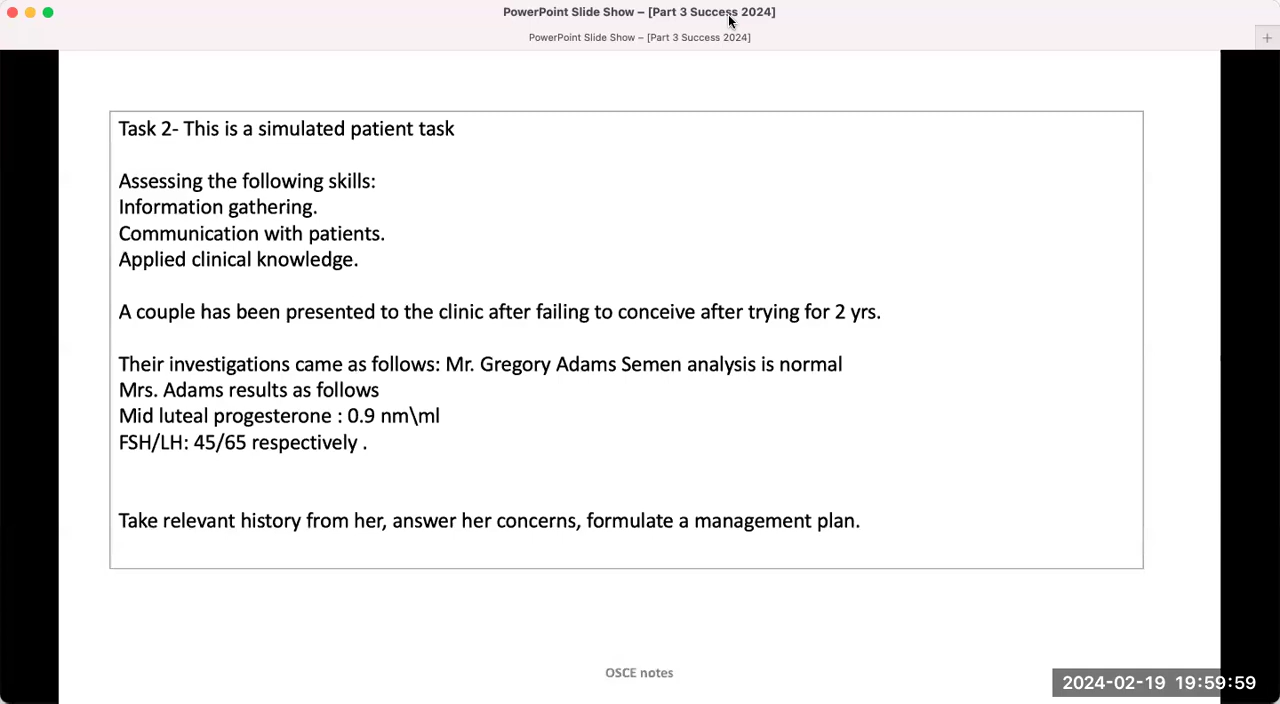 PowerPoint Slide Show – [Part 3 Success 2024]
PowerPoint Slide Show – [Part 3 Success 2024]
Task 2- This is a simulated patient task
Assessing the following skills:
Information gathering.
Communication with patients.
Applied clinical knowledge.
A couple has been presented to the clinic after failing to conceive after trying for 2 yrs.
Their investigations came as follows: Mr. Gregory Adams Semen analysis is normal
Mrs. Adams results as follows
Mid luteal progesterone : 0.9 nm\ml
FSH/LH: 45/65 respectively .
Take relevant history from her, answer her concerns, formulate a management plan.
OSCE notes
2024-02-19 19:59:59